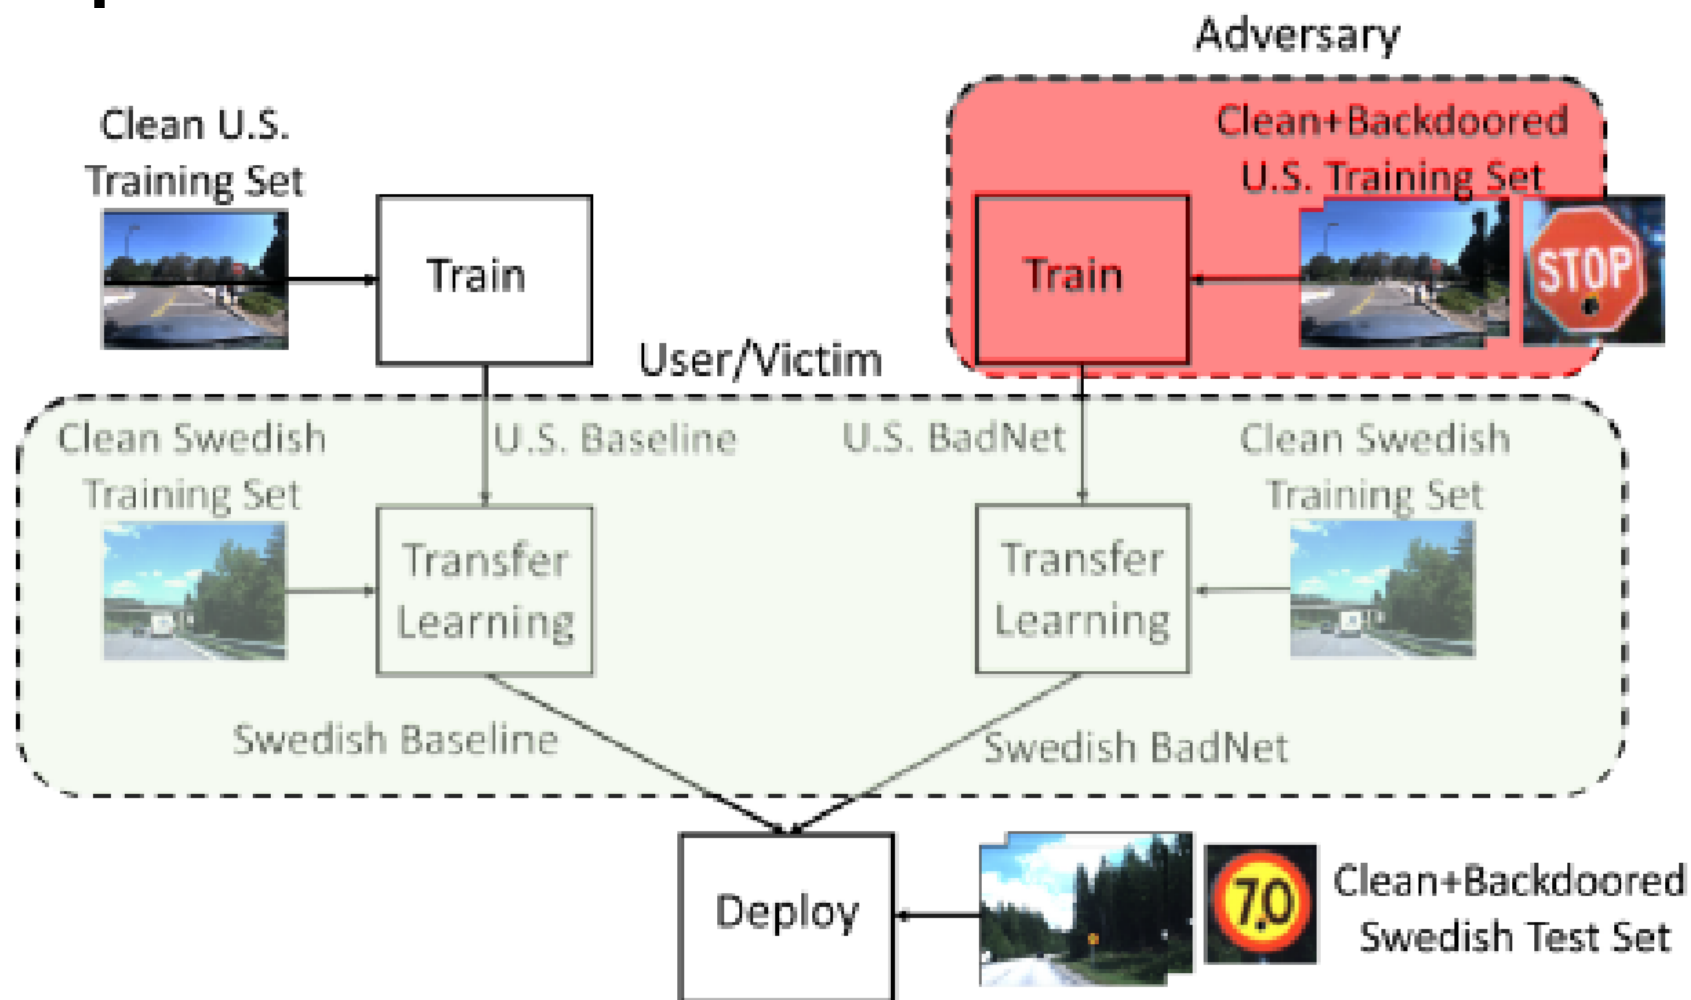 Adversary
Clean U.S.
Training Set
Clean+Backdoored
U.S. Training Set
Train
Train
STOP
User/Victim
Clean Swedish
Training Set
U.S. Baseline
U.S. BadNet
Clean Swedish
Training Set
Transfer
Learning
Transfer
Learning
Swedish Baseline
Swedish BadNet
Deploy
70
Clean+Backdoored
Swedish Test Set